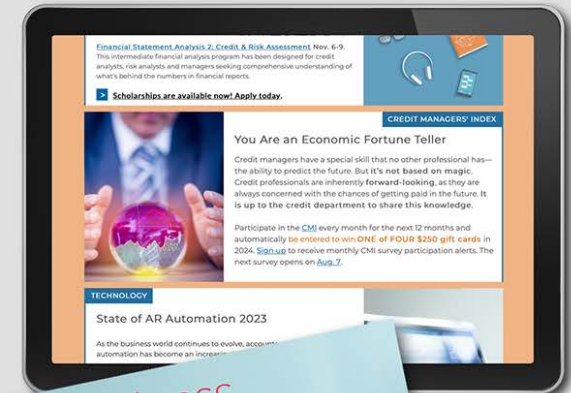 Financial Statement Analysis 2: Credit & Risk Assessment Nov. 6-9.
This intermediate financial analysis program has been designed for credit
analysts, risk analysts and managers seeking comprehensive understanding of
what's behind the numbers in financial reports.
Scholarships are available now! Apply today.
CREDIT MANAGERS' INDEX
You Are an Economic Fortune Teller
Credit managers have a special skill that no other professional has—
the ability to predict the future. But it's not based on magic.
Credit professionals are inherently forward-looking, as they are
always concerned with the chances of getting paid in the future. It
is up to the credit department to share this knowledge.
Participate in the CMI every month for the next 12 months and
automatically be entered to win ONE of FOUR $250 gift cards in
2024. Sign up to receive monthly CMI survey participation alerts. The
next survey opens on Aug. 7.
TECHNOLOGY
State of AR Automation 2023
As the business world continues to evolve,
automation has become an